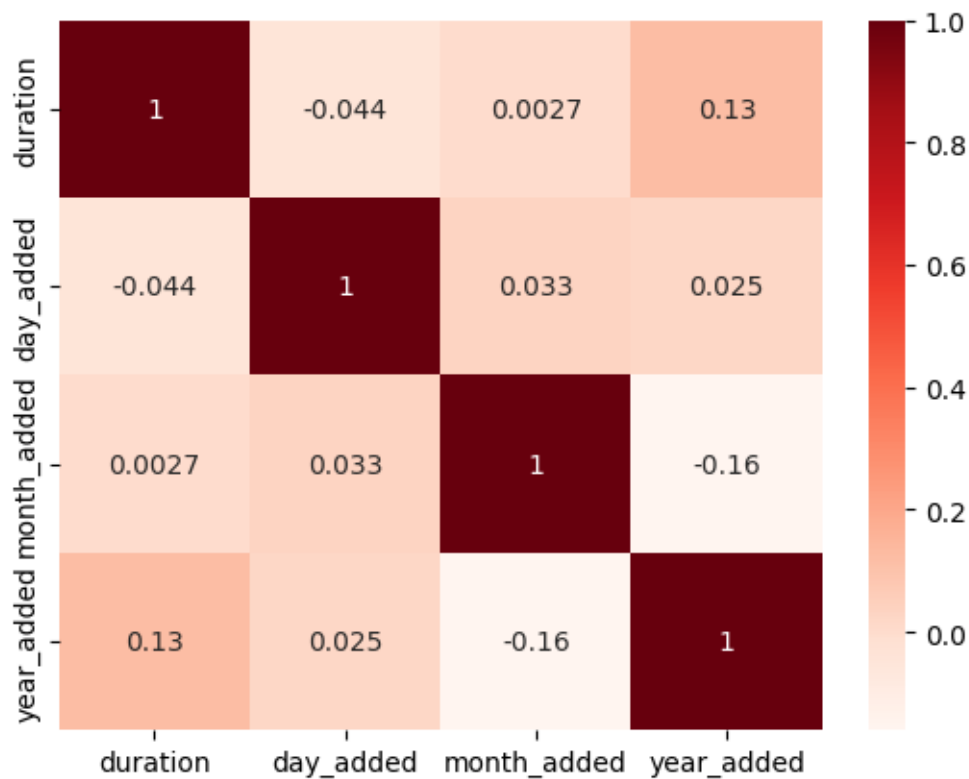 duration 1 -0.044 0.0027 0.13
day_added -0.044 1 0.033 0.025
month_added 0.0027 0.033 1 -0.16
year_added 0.13 0.025 -0.16 1
duration day_added month_added year_added
1.0
0.8
0.6
0.4
0.2
0.0